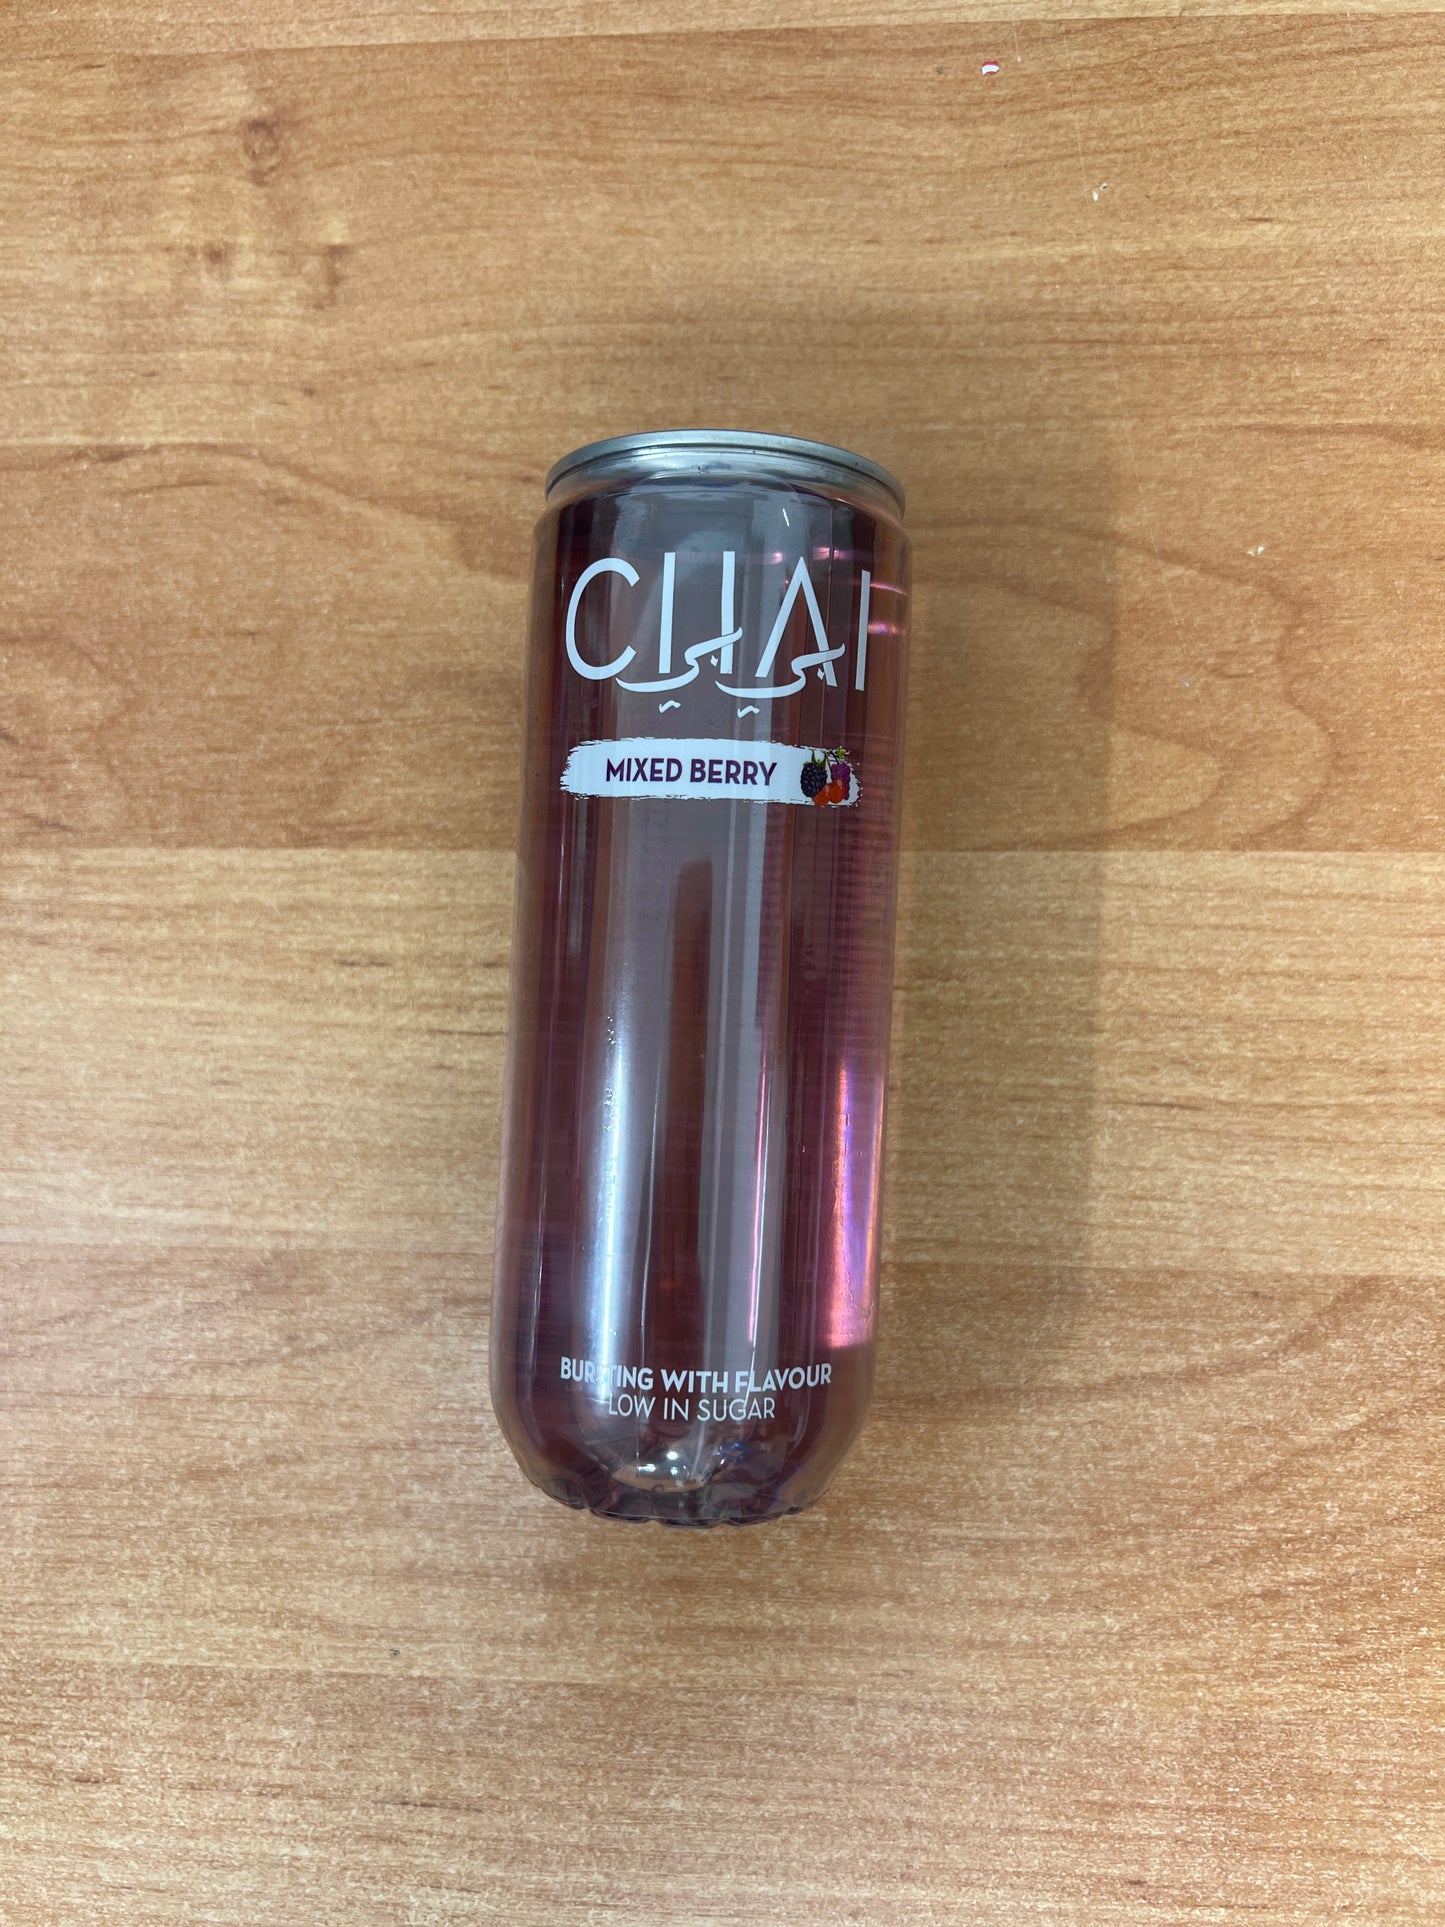 CHAI
MIXED BERRY
BURSTING WITH FLAVOUR
LOW IN SUGAR